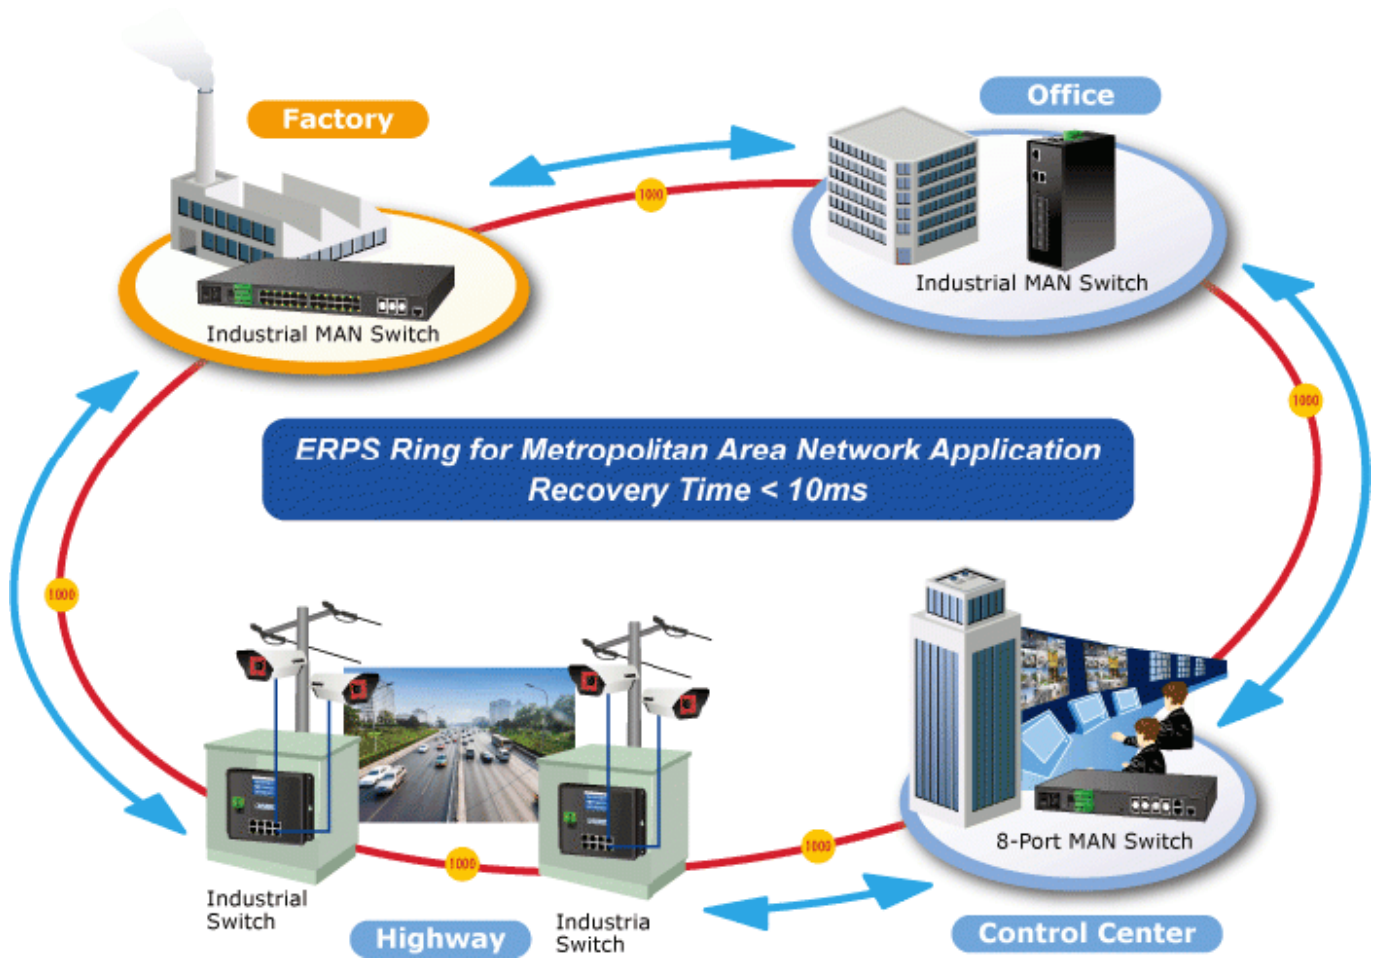 Factory
Office
1000
Industrial MAN Switch
Industrial MAN Switch
1000
ERPS Ring for Metropolitan Area Network Application
Recovery Time < 10ms
1000
8-Port MAN Switch
1000
1000
Industrial
Switch
Industria
Switch
Highway
Control Center